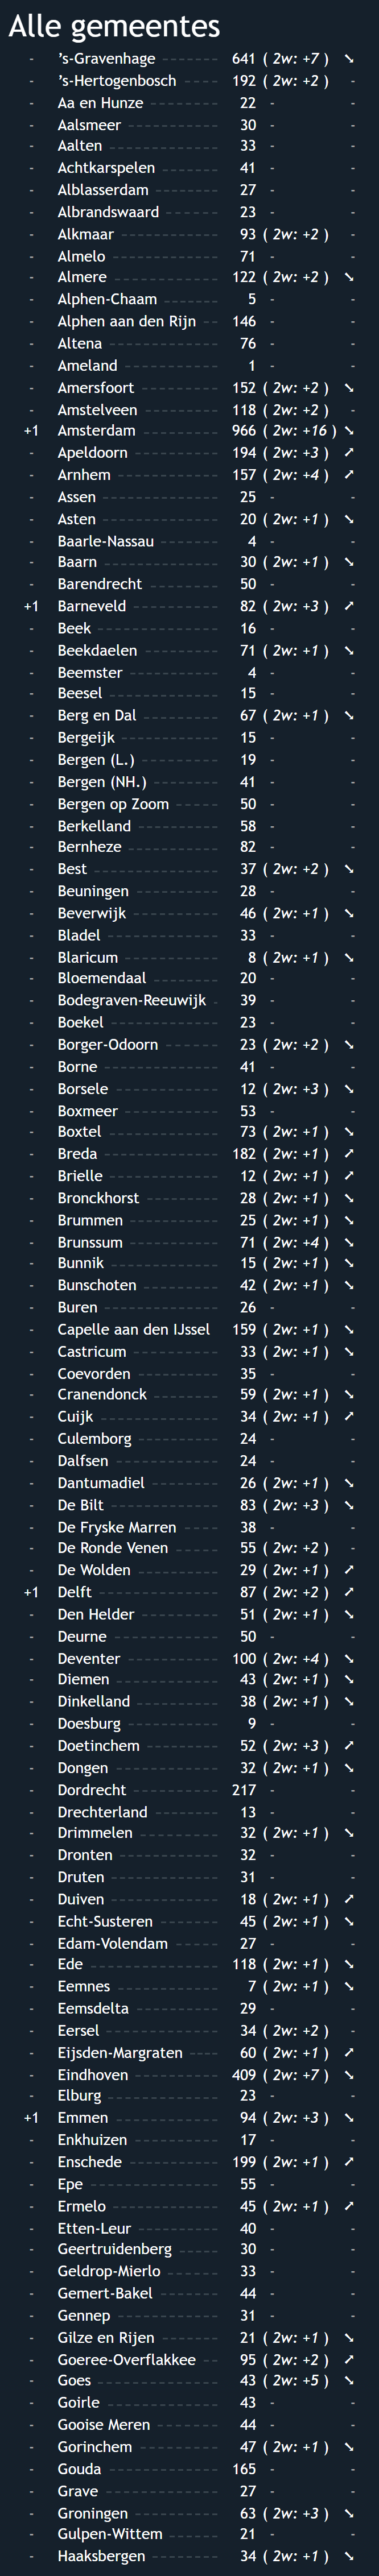 Alle gemeentes
- ’s-Gravenhage ------- 641 ( 2w: +7 ) ➘
- ’s-Hertogenbosch ----- 192 ( 2w: +2 ) -
- Aa en Hunze --------- 22 - -
- Aalsmeer ----------- 30 - -
- Aalten -------------- 33 - -
- Achtkarspelen ------- 41 - -
- Alblasserdam -------- 27 - -
- Albrandswaard ------- 23 - -
- Alkmaar ------------ 93 ( 2w: +2 ) -
- Almelo ------------- 71 - -
- Almere ------------- 122 ( 2w: +2 ) ➘
- Alphen-Chaam ------- 5 - -
- Alphen aan den Rijn -- 146 - -
- Altena -------------- 76 - -
- Ameland ------------ 1 - -
- Amersfoort ---------- 152 ( 2w: +2 ) ➘
- Amstelveen ---------- 118 ( 2w: +2 ) -
+1 Amsterdam ---------- 966 ( 2w: +16 ) ➘
- Apeldoorn ----------- 194 ( 2w: +3 ) ➚
- Arnhem ------------- 157 ( 2w: +4 ) ➚
- Assen --------------- 25 - -
- Asten --------------- 20 ( 2w: +1 ) ➘
- Baarle-Nassau ------- 4 - -
- Baarn --------------- 30 ( 2w: +1 ) ➘
- Barendrecht --------- 50 - -
+1 Barneveld ----------- 82 ( 2w: +3 ) ➚
- Beek ---------------- 16 - -
- Beekdaelen ---------- 71 ( 2w: +1 ) ➘
- Beemster ----------- 4 - -
- Beesel -------------- 15 - -
- Berg en Dal ---------- 67 ( 2w: +1 ) ➘
- Bergeijk ------------- 15 - -
- Bergen (L.) ---------- 19 - -
- Bergen (NH.) -------- 41 - -
- Bergen op Zoom ----- 50 - -
- Berkelland ---------- 58 - -
- Bernheze ----------- 82 - -
- Best ---------------- 37 ( 2w: +2 ) ➘
- Beuningen ---------- 28 - -
- Beverwijk ----------- 46 ( 2w: +1 ) ➘
- Bladel -------------- 33 - -
- Blaricum ------------ 8 ( 2w: +1 ) ➘
- Bloemendaal -------- 20 - -
- Bodegraven-Reeuwijk - 39 - -
- Boekel ------------- 23 - -
- Borger-Odoorn ------- 23 ( 2w: +2 ) ➘
- Borne --------------- 41 - -
- Borsele ------------- 12 ( 2w: +3 ) ➘
- Boxmeer ------------ 53 - -
- Boxtel -------------- 73 ( 2w: +1 ) ➘
- Breda --------------- 182 ( 2w: +1 ) ➚
- Brielle -------------- 12 ( 2w: +1 ) ➚
- Bronckhorst --------- 28 ( 2w: +1 ) ➘
- Brummen ----------- 25 ( 2w: +1 ) ➘
- Brunssum ----------- 71 ( 2w: +4 ) ➘
- Bunnik -------------- 15 ( 2w: +1 ) ➘
- Bunschoten ---------- 42 ( 2w: +1 ) ➘
- Buren --------------- 26 - -
- Capelle aan den IJssel 159 ( 2w: +1 ) ➘
- Castricum ----------- 33 ( 2w: +1 ) ➘
- Coevorden ---------- 35 - -
- Cranendonck -------- 59 ( 2w: +1 ) ➘
- Cuijk --------------- 34 ( 2w: +1 ) ➚
- Culemborg ---------- 24 - -
- Dalfsen ------------- 24 - -
- Dantumadiel --------- 26 ( 2w: +1 ) ➘
- De Bilt -------------- 83 ( 2w: +3 ) ➘
- De Fryske Marren ----- 38 - -
- De Ronde Venen ------ 55 ( 2w: +2 ) -
- De Wolden ---------- 29 ( 2w: +1 ) ➚
+1 Delft --------------- 87 ( 2w: +2 ) ➚
- Den Helder ---------- 51 ( 2w: +1 ) ➘
- Deurne ------------- 50 - -
- Deventer ----------- 100 ( 2w: +4 ) ➘
- Diemen ------------- 43 ( 2w: +1 ) ➘
- Dinkelland ---------- 38 ( 2w: +1 ) ➘
- Doesburg ----------- 9 - -
- Doetinchem --------- 52 ( 2w: +3 ) ➚
- Dongen ------------- 32 ( 2w: +1 ) ➘
- Dordrecht ----------- 217 - -
- Drechterland -------- 13 - -
- Drimmelen ---------- 32 ( 2w: +1 ) ➘
- Dronten ------------ 32 - -
- Druten -------------- 31 - -
- Duiven -------------- 18 ( 2w: +1 ) ➚
- Echt-Susteren -------- 45 ( 2w: +1 ) ➘
- Edam-Volendam ------ 27 - -
- Ede ----------------- 118 ( 2w: +1 ) ➘
- Eemnes ------------- 7 ( 2w: +1 ) ➘
- Eemsdelta ----------- 29 - -
- Eersel -------------- 34 ( 2w: +2 ) -
- Eijsden-Margraten ---- 60 ( 2w: +1 ) ➚
- Eindhoven ----------- 409 ( 2w: +7 ) ➘
- Elburg -------------- 23 - -
+1 Emmen ------------- 94 ( 2w: +3 ) ➘
- Enkhuizen ----------- 17 - -
- Enschede ----------- 199 ( 2w: +1 ) ➚
- Epe ----------------- 55 - -
- Ermelo ------------- 45 ( 2w: +1 ) ➚
- Etten-Leur ---------- 40 - -
- Geertruidenberg ----- 30 - -
- Geldrop-Mierlo ------ 33 - -
- Gemert-Bakel -------- 44 - -
- Gennep ------------- 31 - -
- Gilze en Rijen -------- 21 ( 2w: +1 ) ➘
- Goeree-Overflakkee -- 95 ( 2w: +2 ) ➚
- Goes ---------------- 43 ( 2w: +5 ) ➘
- Goirle -------------- 43 - -
- Gooise Meren -------- 44 - -
- Gorinchem ---------- 47 ( 2w: +1 ) ➘
- Gouda -------------- 165 - -
- Grave --------------- 27 - -
- Groningen ----------- 63 ( 2w: +3 ) ➘
- Gulpen-Wittem ------ 21 - -
- Haaksbergen --------- 34 ( 2w: +1 ) ➘